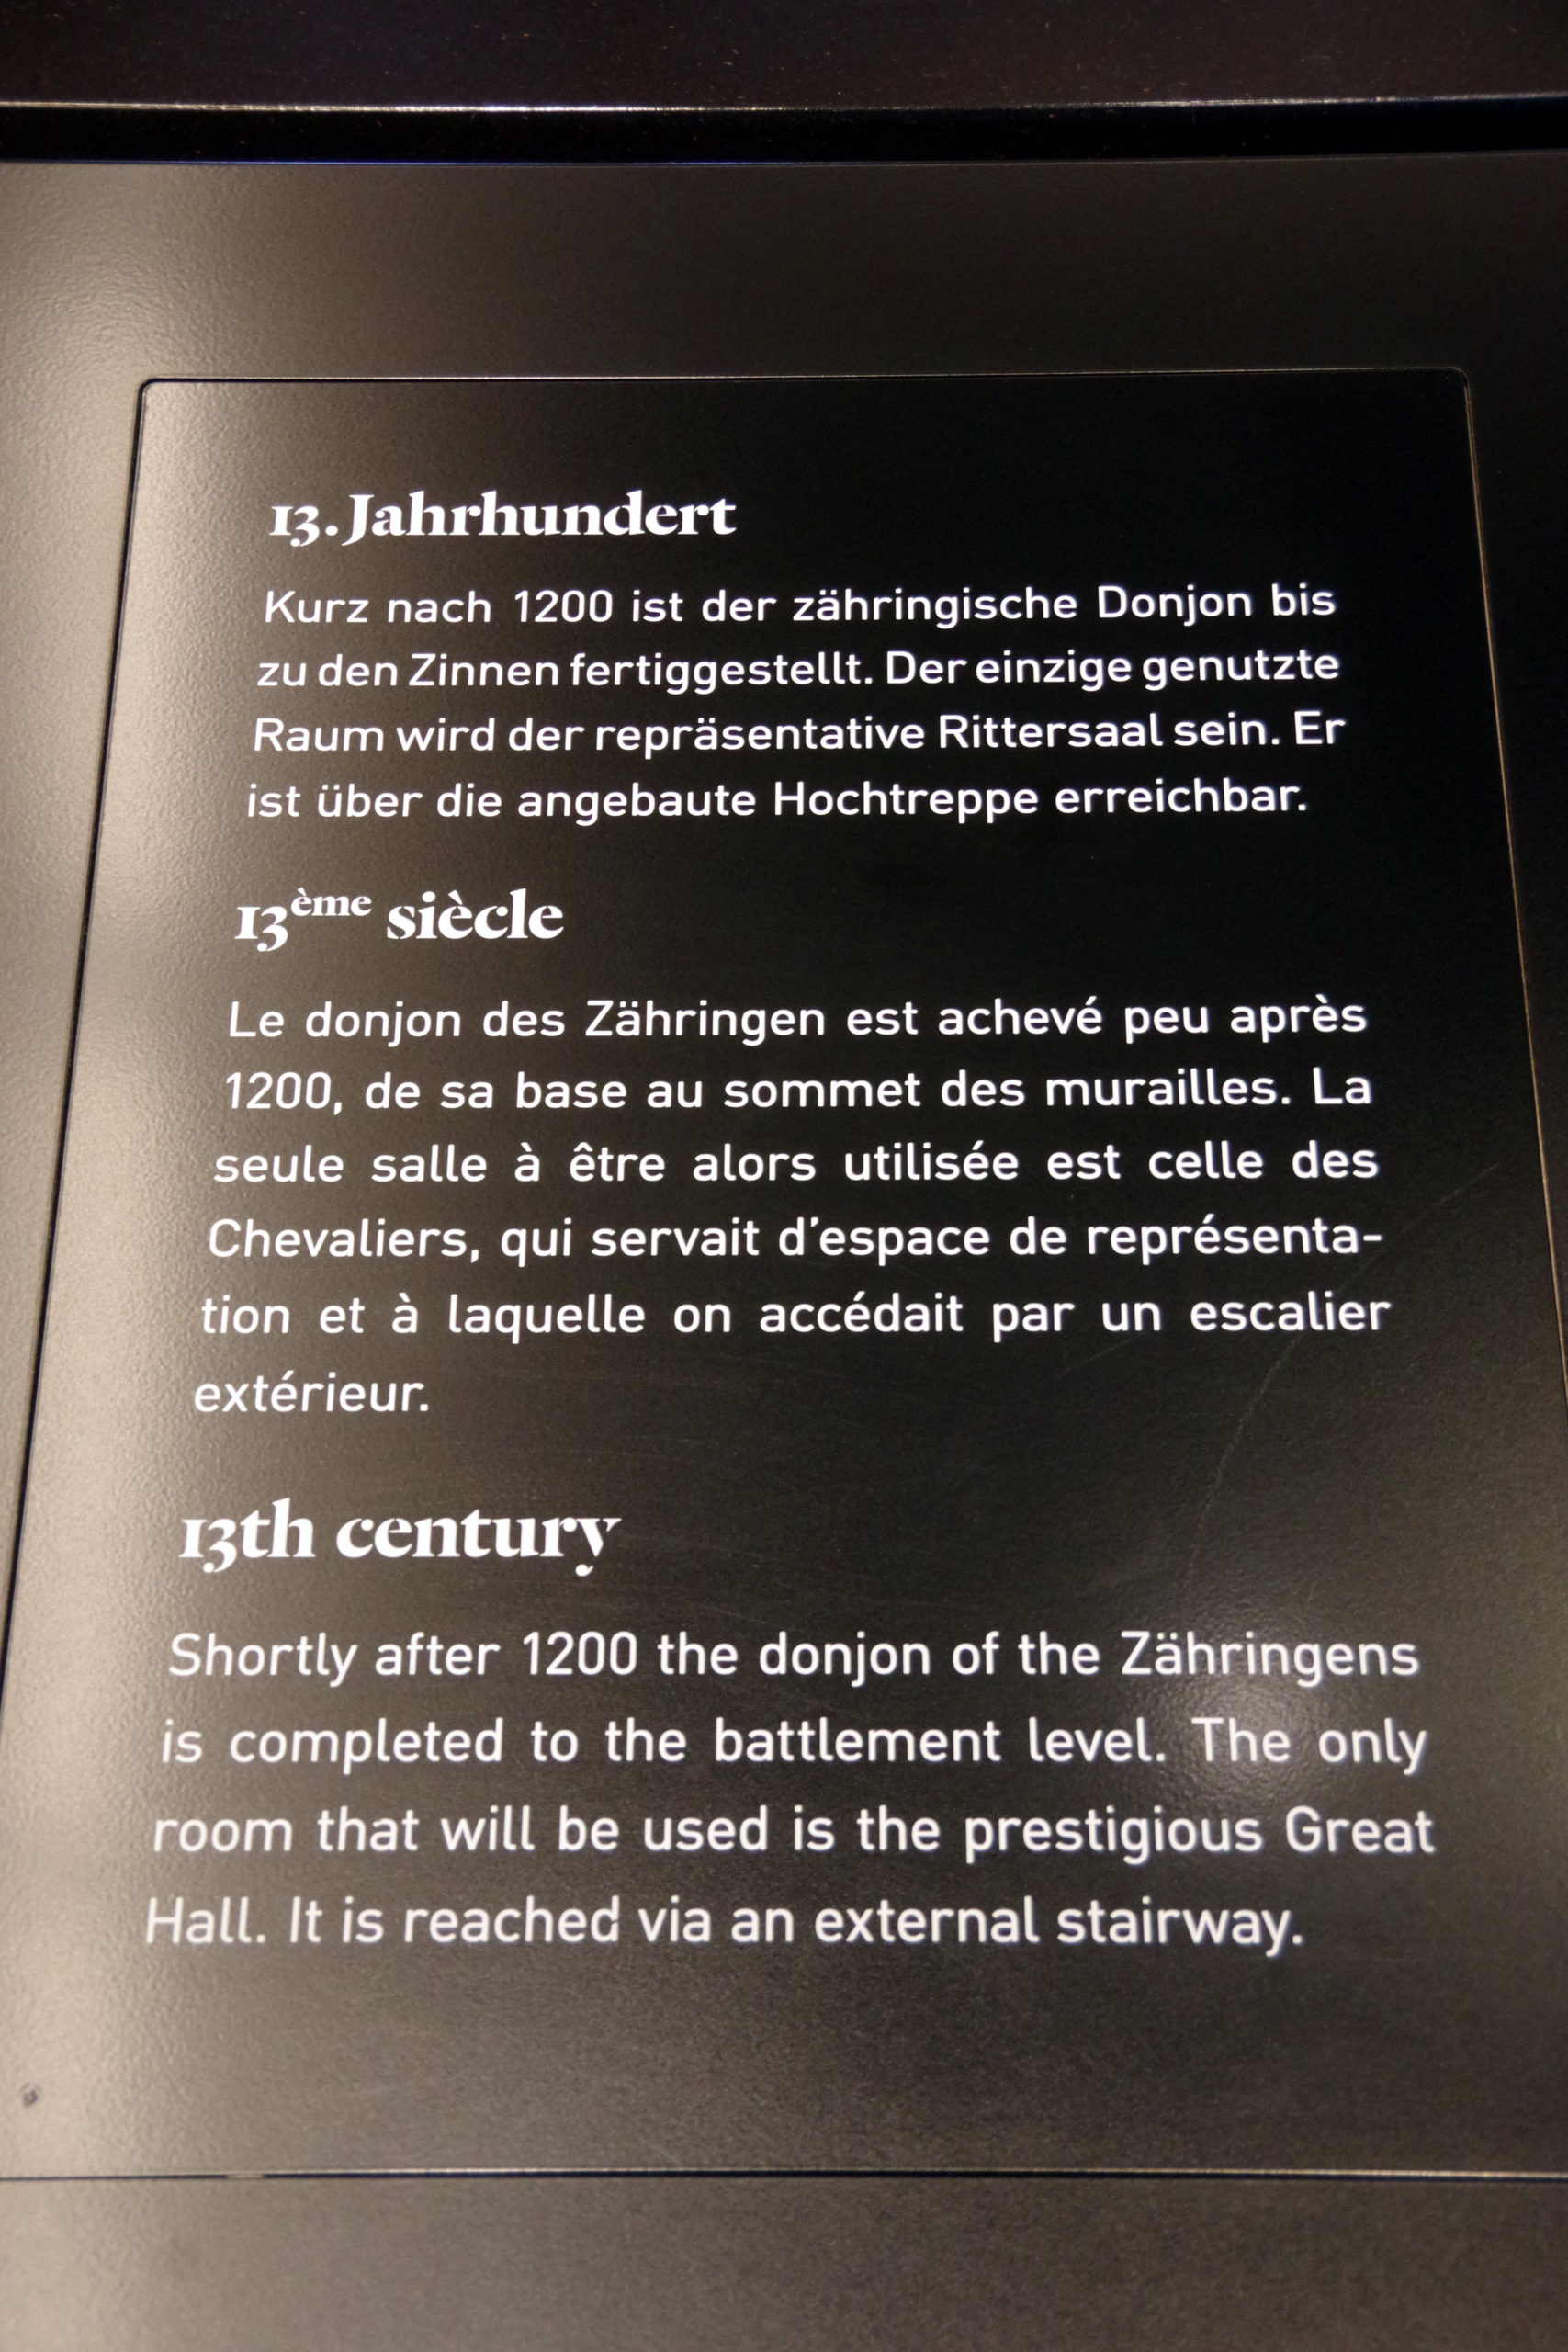 13. Jahrhundert
Kurz nach 1200 ist der zähringische Donjon bis
zu den Zinnen fertiggestellt. Der einzige genutzte
Raum wird der repräsentative Rittersaal sein. Er
ist über die angebaute Hochtreppe erreichbar.
13ème siècle
Le donjon des Zähringen est achevé peu après
1200, de sa base au sommet des murailles. La
seule salle à être alors utilisée est celle des
Chevaliers, qui servait d'espace de représenta-
tion et à laquelle on accédait par un escalier
extérieur.
13th century
Shortly after 1200 the donjon of the Zähringens
is completed to the battlement level. The only
room that will be used is the prestigious Great
Hall. It is reached via an external stairway.